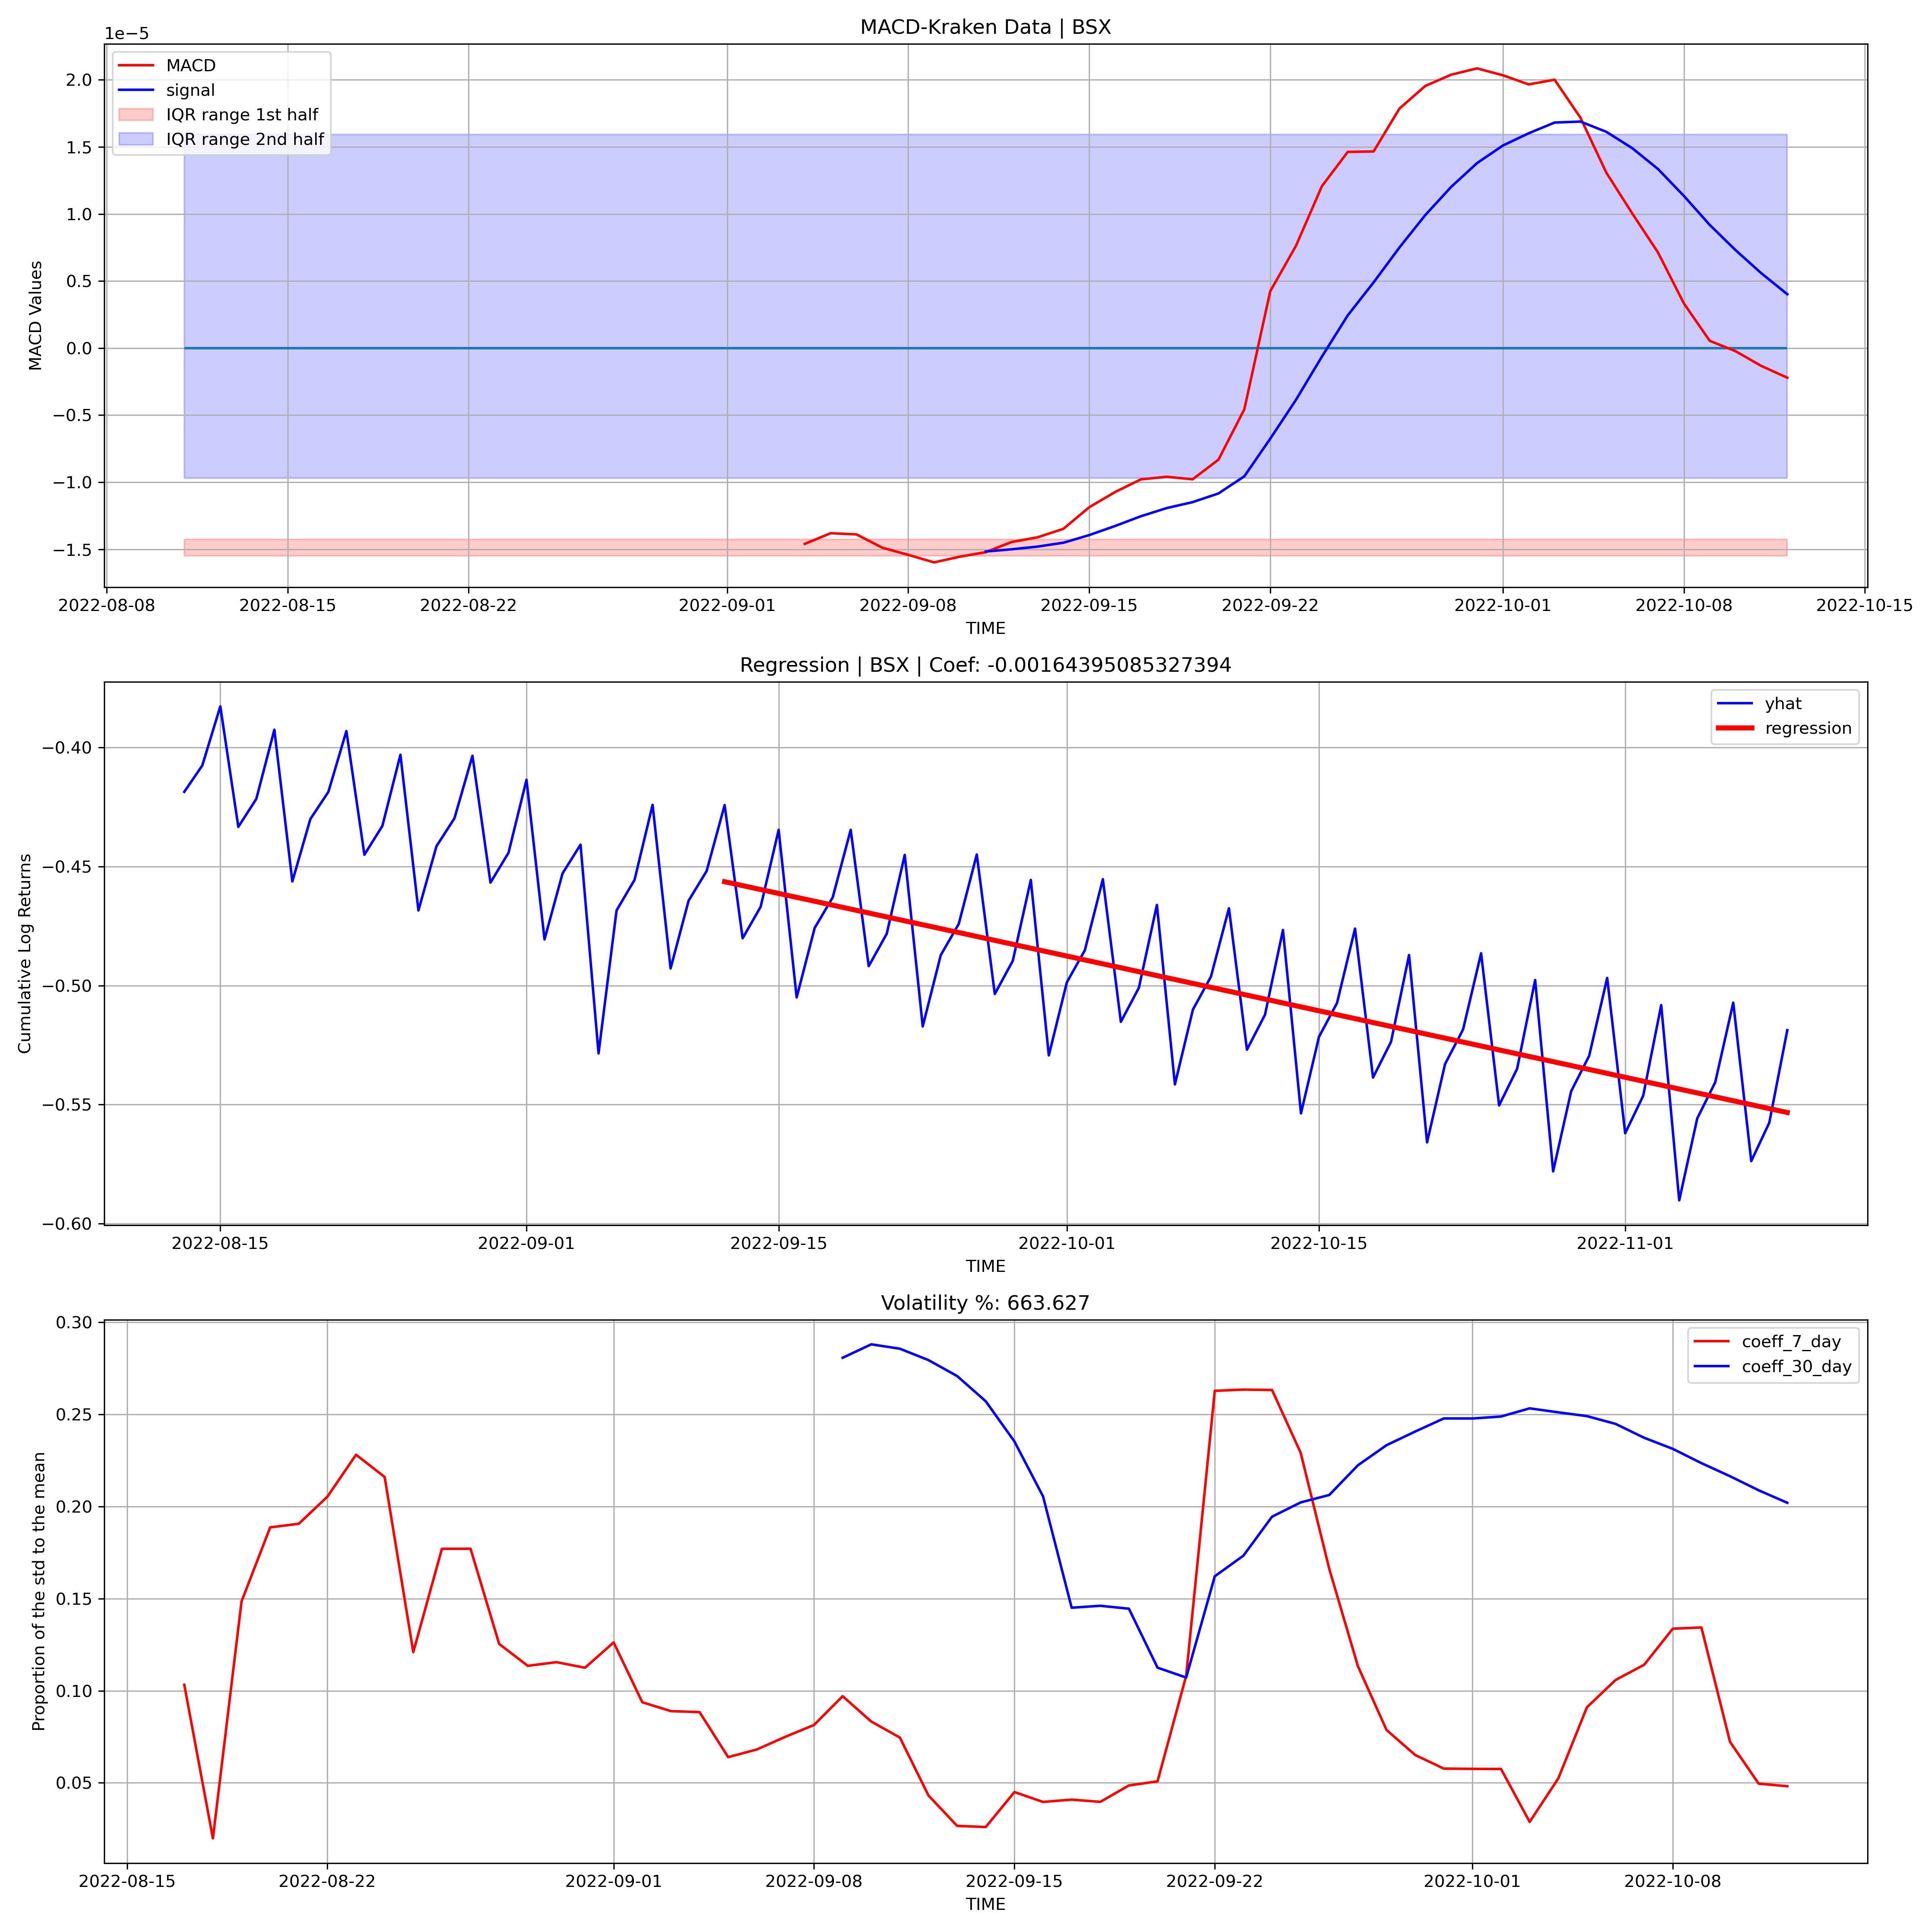 MACD-Kraken Data | BSX
1e−5
MACD
signal
IQR range 1st half
IQR range 2nd half
2.0
1.5
1.0
0.5
0.0
−0.5
−1.0
−1.5
MACD Values
2022-08-08 2022-08-15 2022-08-22 2022-09-01 2022-09-08 2022-09-15 2022-09-22 2022-10-01 2022-10-08 2022-10-15
TIME
Regression | BSX | Coef: -0.00164395085327394
yhat
regression
−0.40
−0.45
−0.50
−0.55
−0.60
Cumulative Log Returns
2022-08-15 2022-09-01 2022-09-15 2022-10-01 2022-10-15 2022-11-01
TIME
Volatility %: 663.627
coeff_7_day
coeff_30_day
0.30
0.25
0.20
0.15
0.10
0.05
Proportion of the std to the mean
2022-08-15 2022-08-22 2022-09-01 2022-09-08 2022-09-15 2022-09-22 2022-10-01 2022-10-08
TIME